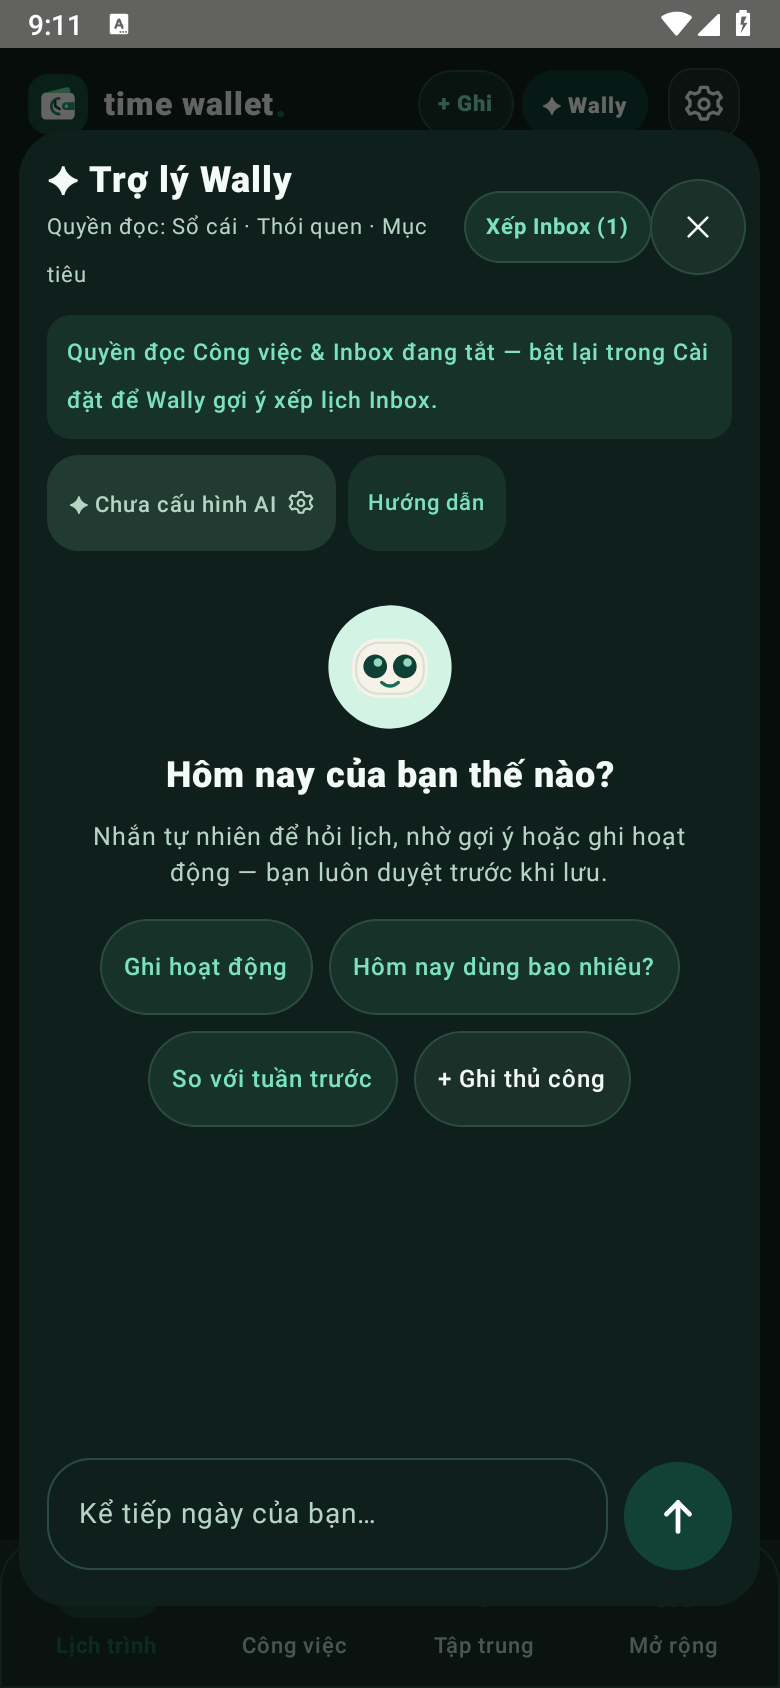 9:11
A
time wallet.
+ Ghi
Wally
Trợ lý Wally
Quyền đọc: Sổ cái · Thói quen · Mục
tiêu
Xếp Inbox (1)
Quyền đọc Công việc & Inbox đang tắt — bật lại trong Cài
đặt để Wally gợi ý xếp lịch Inbox.
Chưa cấu hình AI
Hướng dẫn
Hôm nay của bạn thế nào?
Nhắn tự nhiên để hỏi lịch, nhờ gợi ý hoặc ghi hoạt
động — bạn luôn duyệt trước khi lưu.
Ghi hoạt động
Hôm nay dùng bao nhiêu?
So với tuần trước
+ Ghi thủ công
Kể tiếp ngày của bạn…
Lịch trình
Công việc
Tập trung
Mở rộng